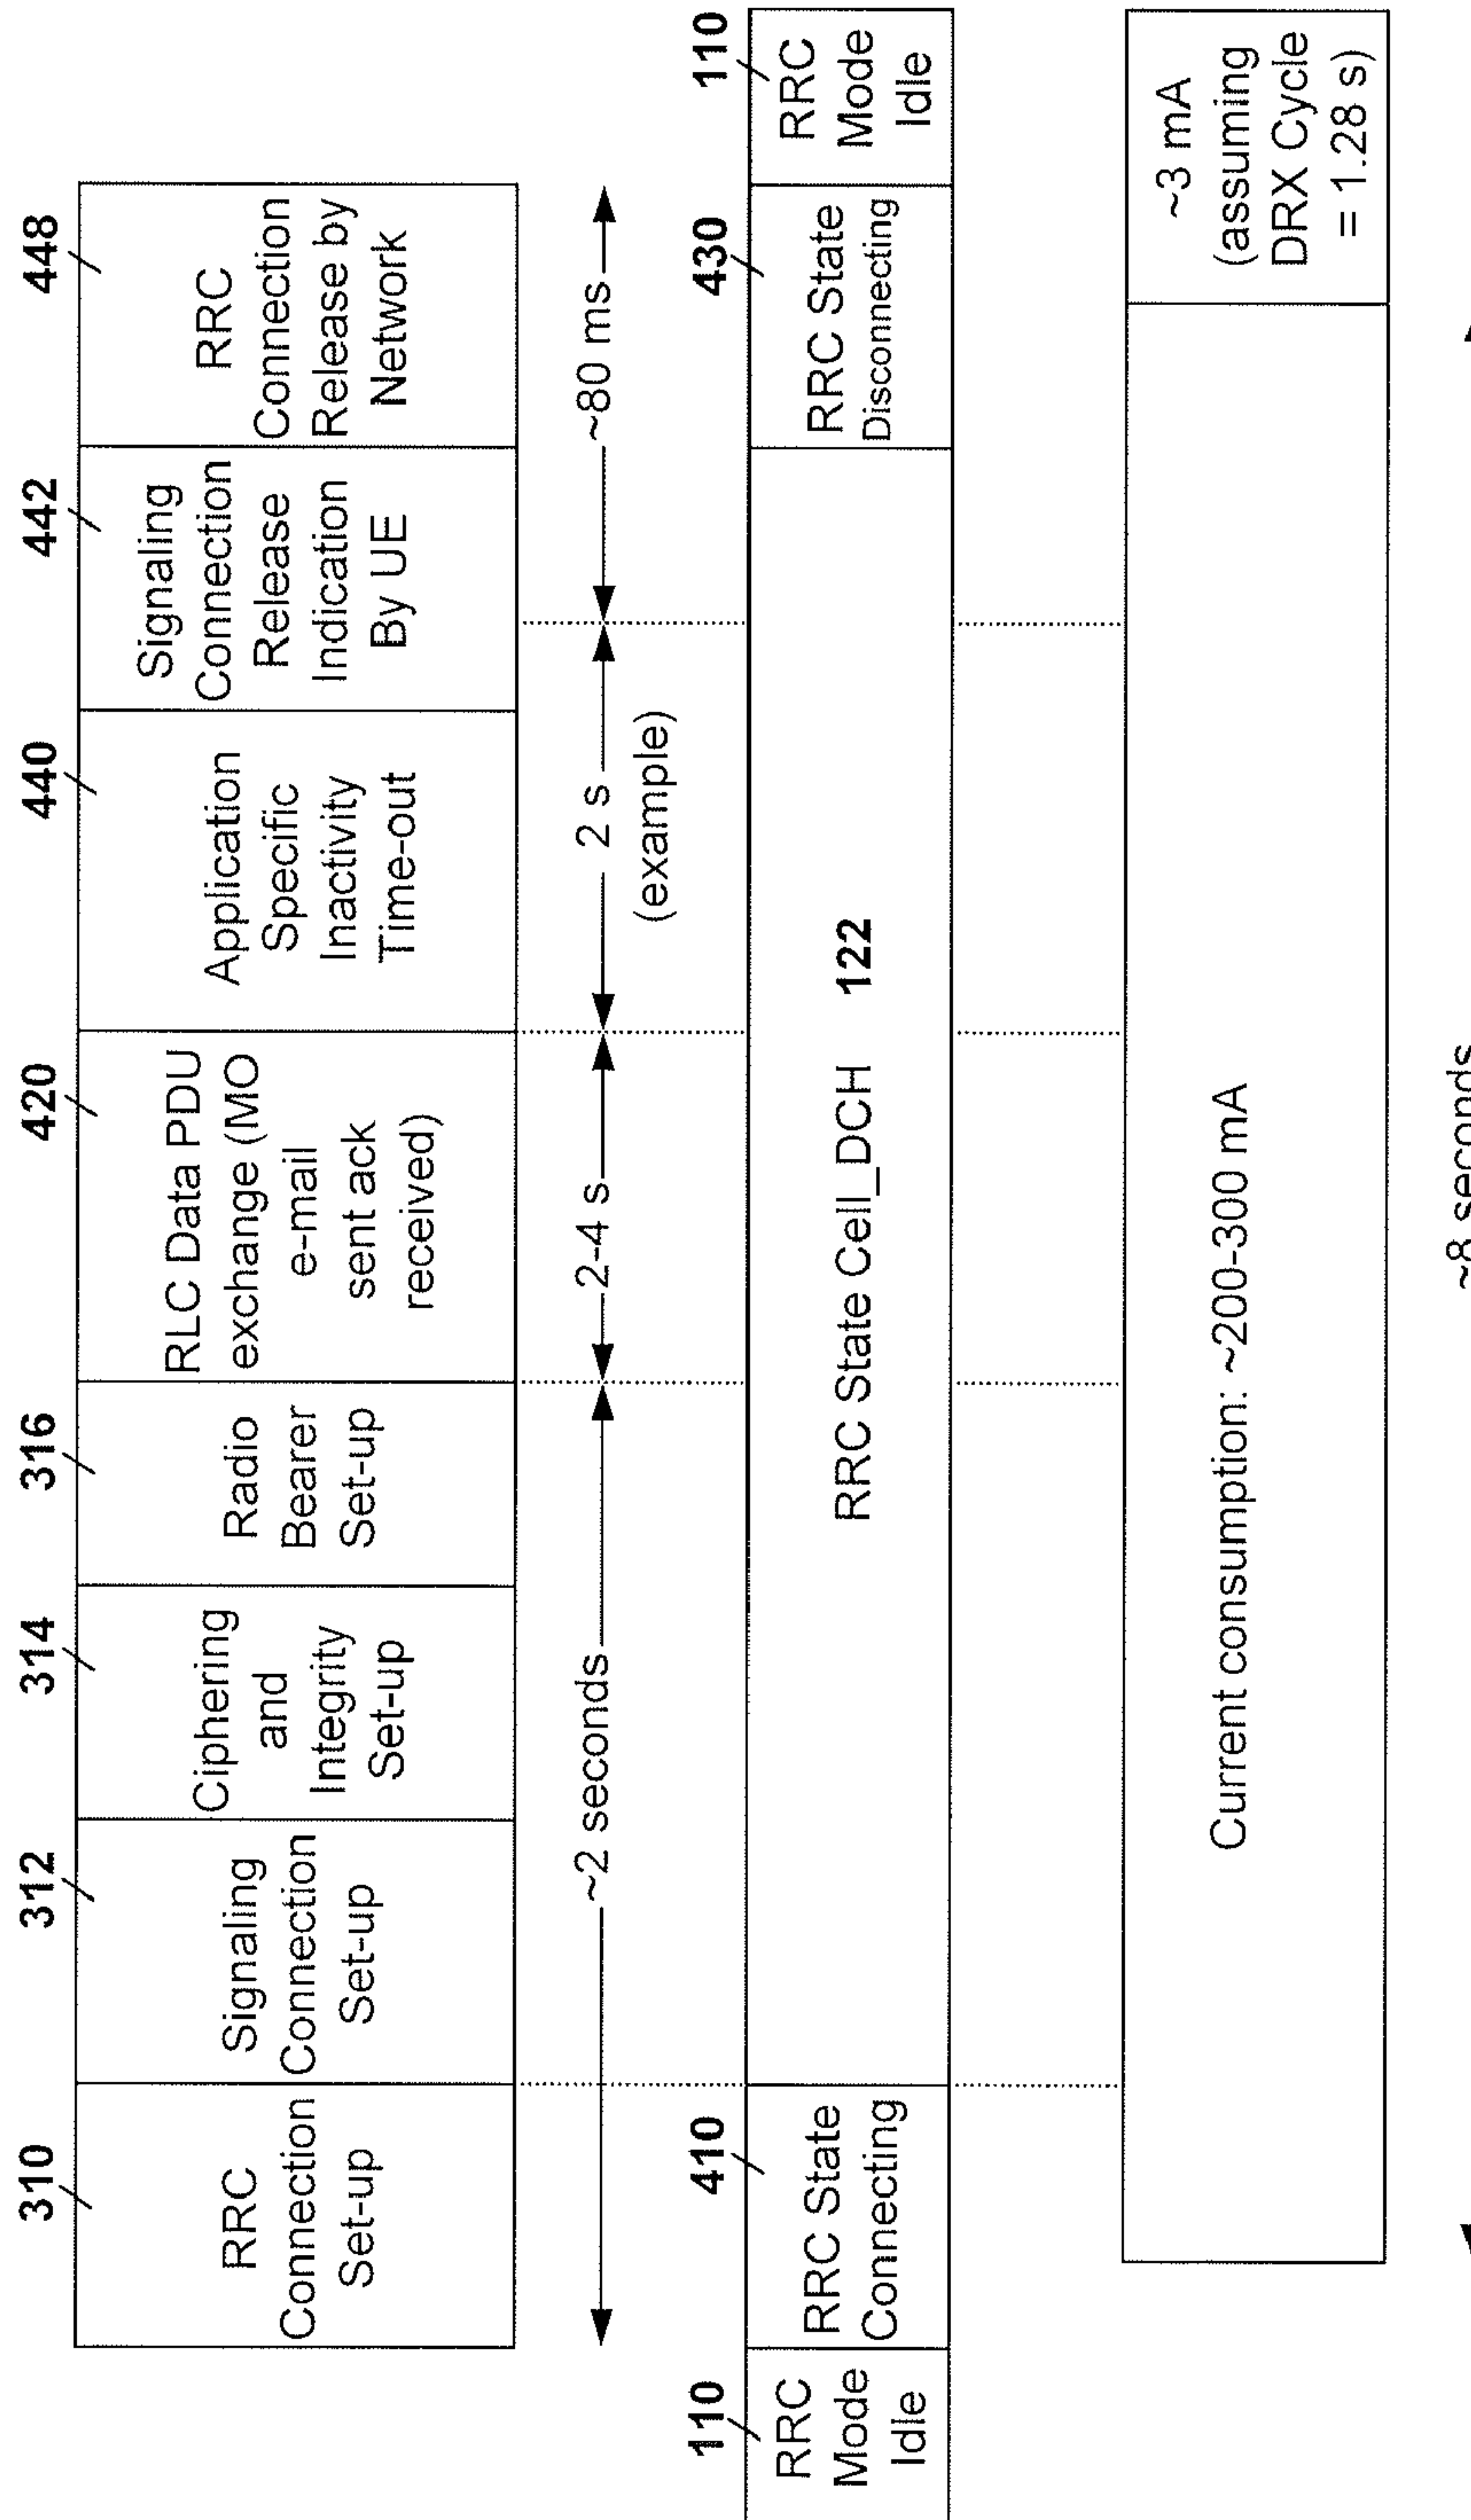 310
312
314
316
420
440
442
448
RRC
Connection
Set-up
Signaling
Connection
Set-up
Ciphering
and
Integrity
Set-up
Radio
Bearer
Set-up
RLC Data PDU
exchange (MO
e-mail
sent ack
received)
Application
Specific
Inactivity
Time-out
Signaling
Connection
Release
Indication
By UE
RRC
Connection
Release by
Network
~2 seconds
2-4 s
2 s
(example)
~80 ms
110
410
430
110
RRC
Mode
Idle
RRC State
Connecting
RRC State Cell_DCH 122
RRC State
Disconnecting
RRC
Mode
Idle
Current consumption: ~200-300 mA
~3 mA
(assuming
DRX Cycle
= 1.28 s)
~8 seconds